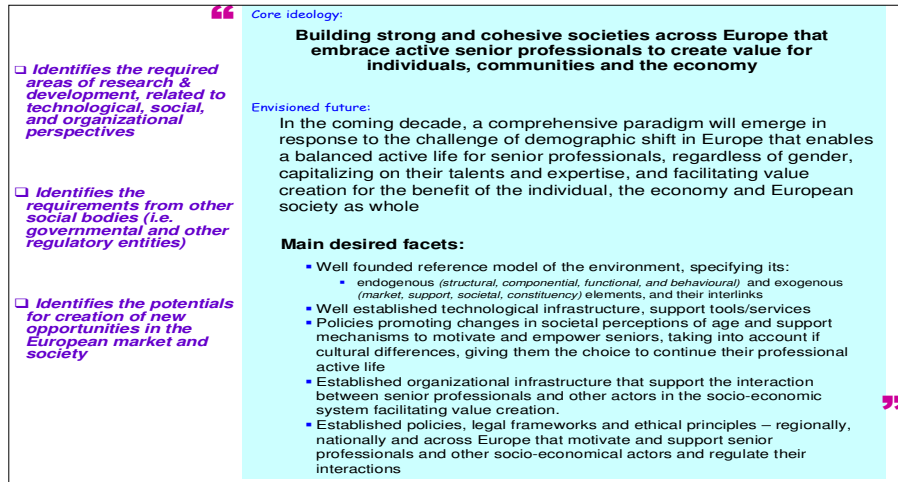 “
❑ Identifies the required
areas of research &
development, related to
technological, social,
and organizational
perspectives
❑ Identifies the
requirements from other
social bodies (i.e.
governmental and other
regulatory entities)
❑ Identifies the potentials
for creation of new
opportunities in the
European market and
society
Core ideology:
Building strong and cohesive societies across Europe that
embrace active senior professionals to create value for
individuals, communities and the economy
Envisioned future:
In the coming decade, a comprehensive paradigm will emerge in
response to the challenge of demographic shift in Europe that enables
a balanced active life for senior professionals, regardless of gender,
capitalizing on their talents and expertise, and facilitating value
creation for the benefit of the individual, the economy and European
society as whole
Main desired facets:
▪ Well founded reference model of the environment, specifying its:
▪ endogenous (structural, componential, functional, and behavioural) and exogenous
(market, support, societal, constituency) elements, and their interlinks
▪ Well established technological infrastructure, support tools/services
▪ Policies promoting changes in societal perceptions of age and support
mechanisms to motivate and empower seniors, taking into account if
cultural differences, giving them the choice to continue their professional
active life
▪ Established organizational infrastructure that support the interaction
between senior professionals and other actors in the socio-economic
system facilitating value creation.
▪ Established policies, legal frameworks and ethical principles – regionally,
nationally and across Europe that motivate and support senior
professionals and other socio-economical actors and regulate their
interactions
”